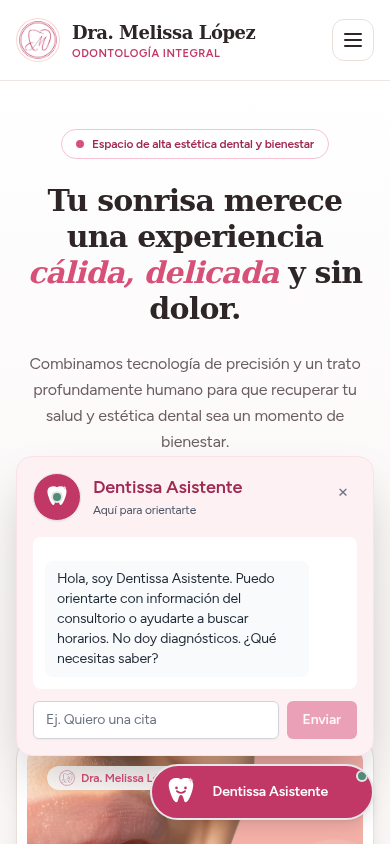 Dra. Melissa López
ODONTOLOGÍA INTEGRAL
Espacio de alta estética dental y bienestar
Tu sonrisa merece
una experiencia
cálida, delicada y sin
dolor.
Combinamos tecnología de precisión y un trato
profundamente humano para que recuperar tu
salud y estética dental sea un momento de
bienestar.
Dentissa Asistente
Aquí para orientarte
×
Hola, soy Dentissa Asistente. Puedo
orientarte con información del
consultorio o ayudarte a buscar
horarios. No doy diagnósticos. ¿Qué
necesitas saber?
Ej. Quiero una cita
Enviar
Dra. Melissa L
Dentissa Asistente